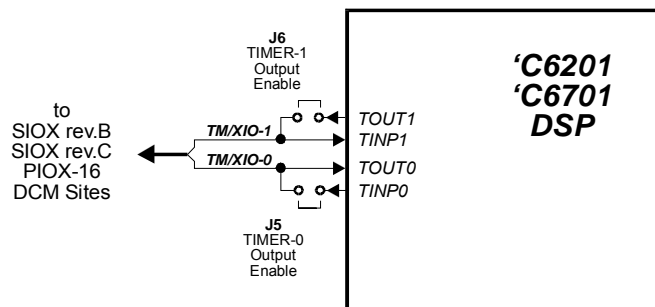 J6
TIMER-1
Output
Enable
'C6201
'C6701
DSP
to
SIOX rev.B
SIOX rev.C
PIOX-16
DCM Sites
TM/XIO-1
TM/XIO-0
TOUT1
TINP1
TOUT0
TINP0
J5
TIMER-0
Output
Enable